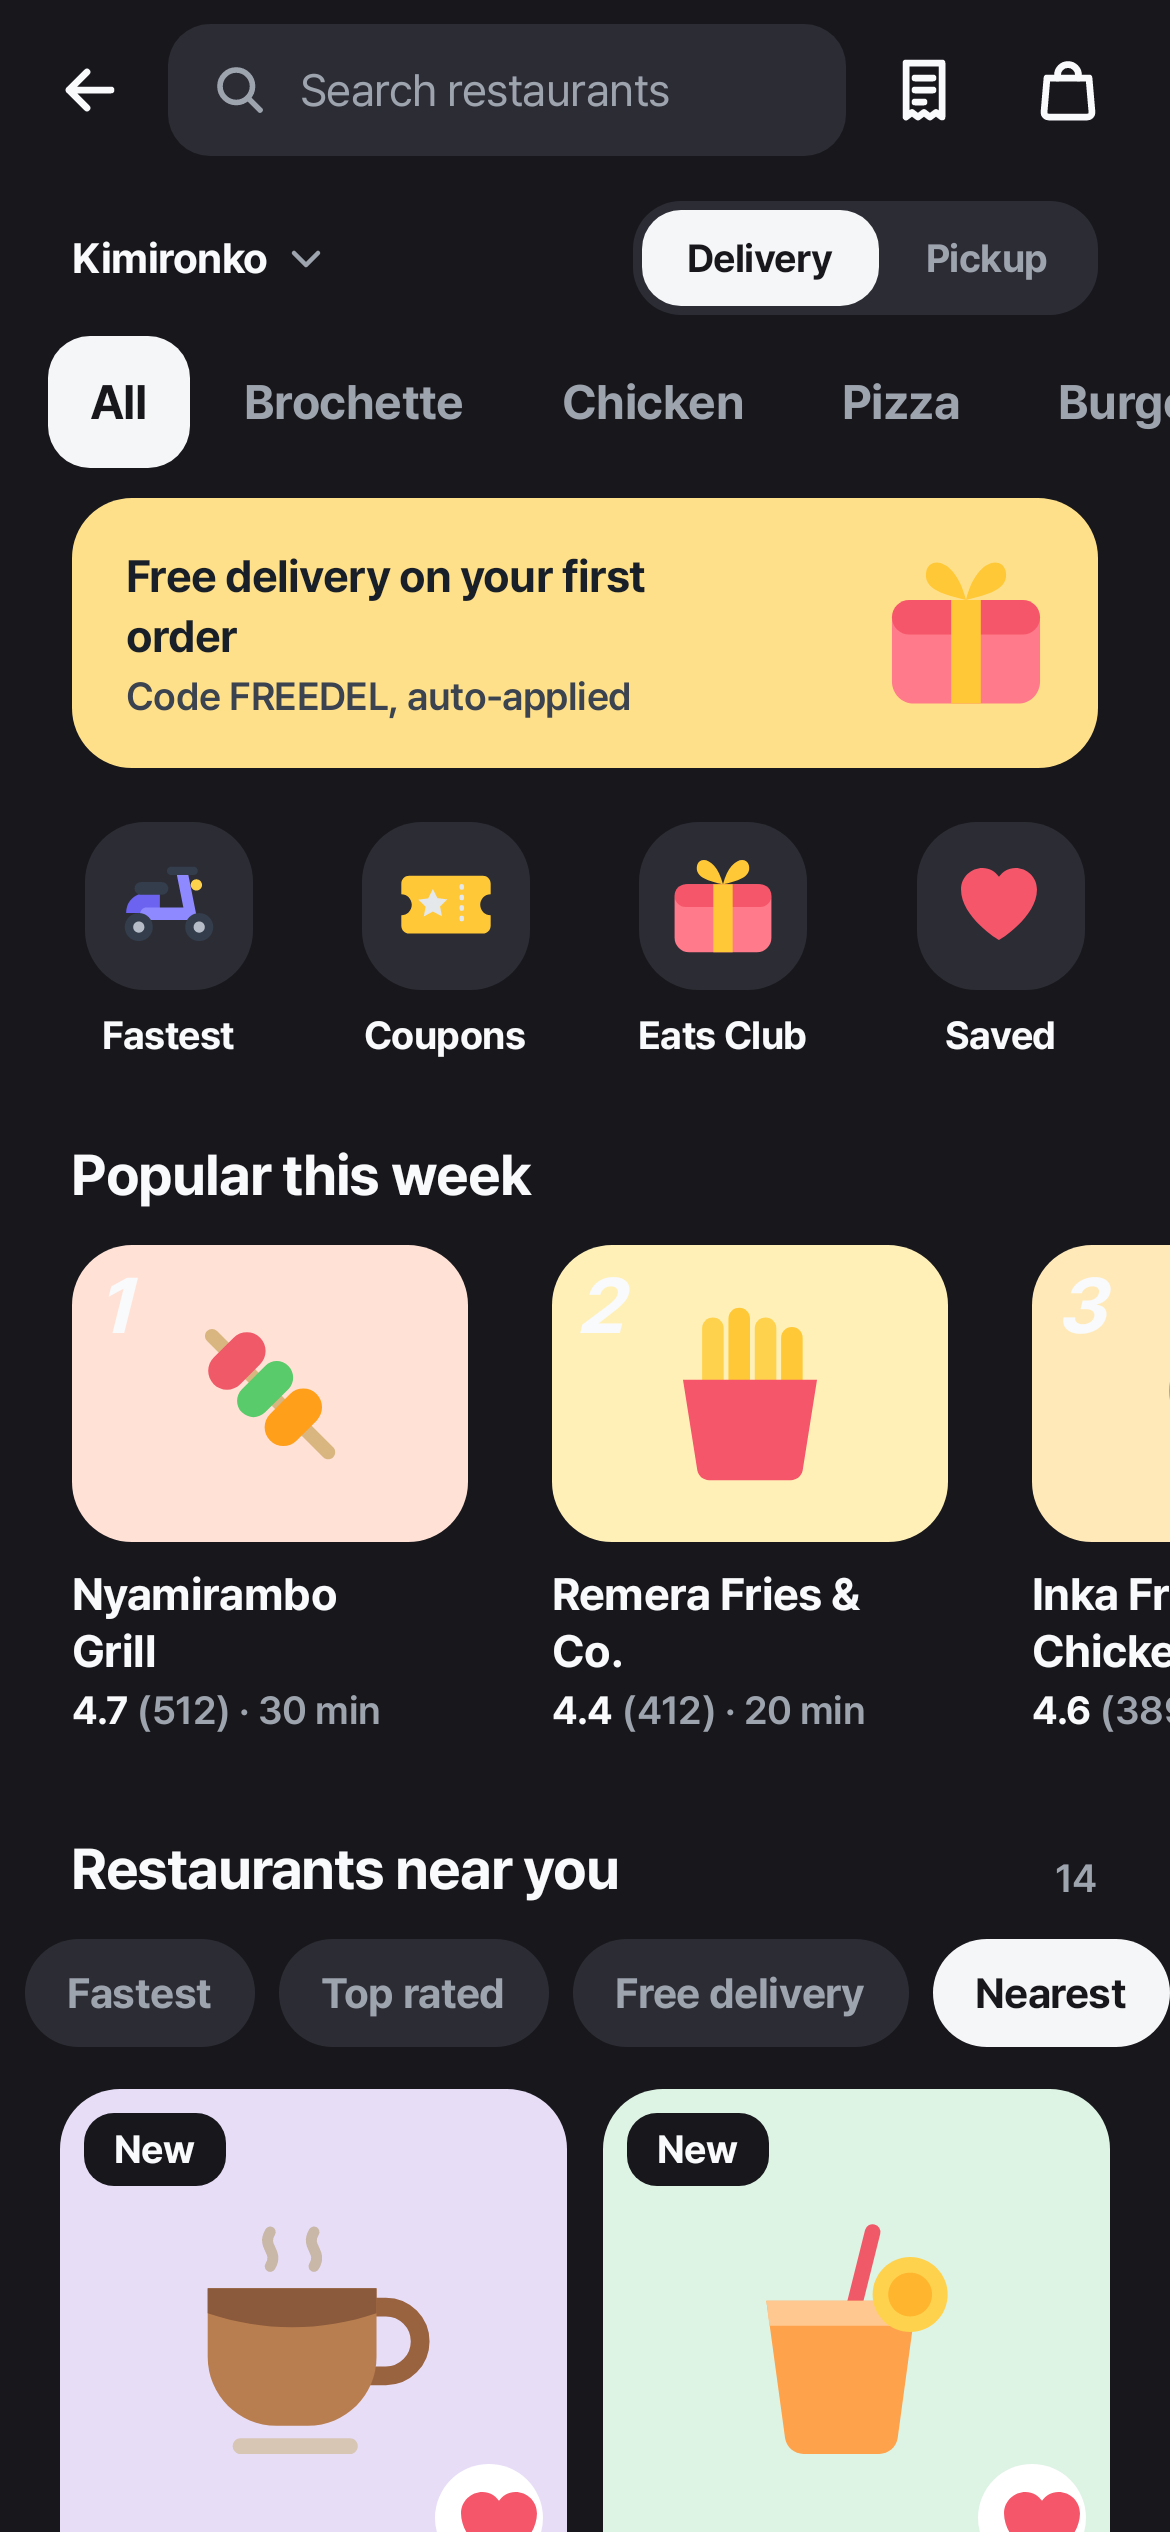 Search restaurants
Kimironko
Delivery
Pickup
All
Brochette
Chicken
Pizza
Free delivery on your first
order
Code FREEDEL, auto-applied
Fastest
Coupons
Eats Club
Saved
Popular this week
1
2
3
Nyamirambo
Grill
4.7 (512) · 30 min
Remera Fries &
Co.
4.4 (412) · 20 min
Inka
4.6
Restaurants near you
14
Fastest
Top rated
Free delivery
Nearest
New
New